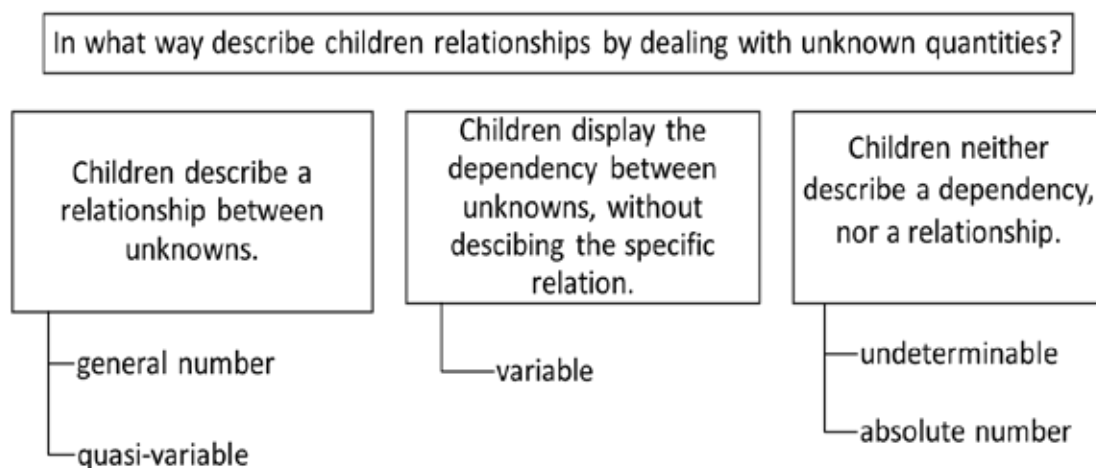 In what way describe children relationships by dealing with unknown quantities?
Children describe a
relationship between
unknowns.
general number
quasi-variable
Children display the
dependency between
unknowns, without
descibing the specific
relation.
variable
Children neither
describe a dependency,
nor a relationship.
undeterminable
absolute number